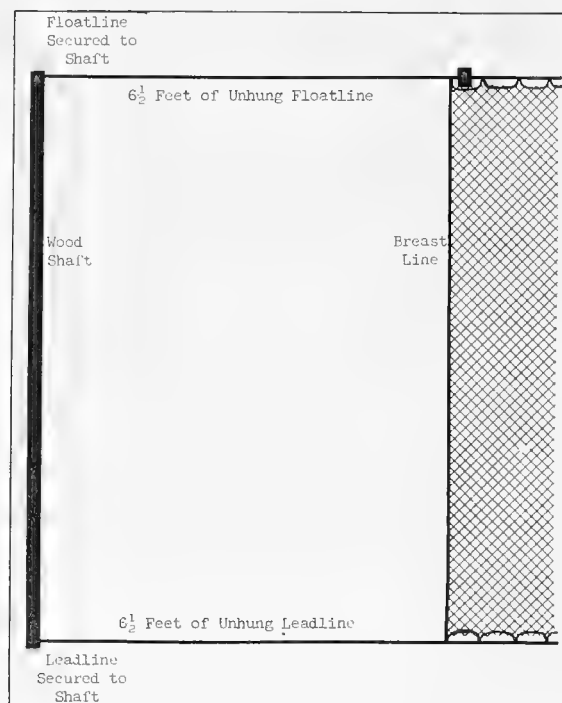 Floatline
Secured to
Shaft
6½ Feet of Unhung Floatline
Wood
Shaft
Breast
Line
6½ Feet of Unhung Leadline
Leadline
Secured to
Shaft